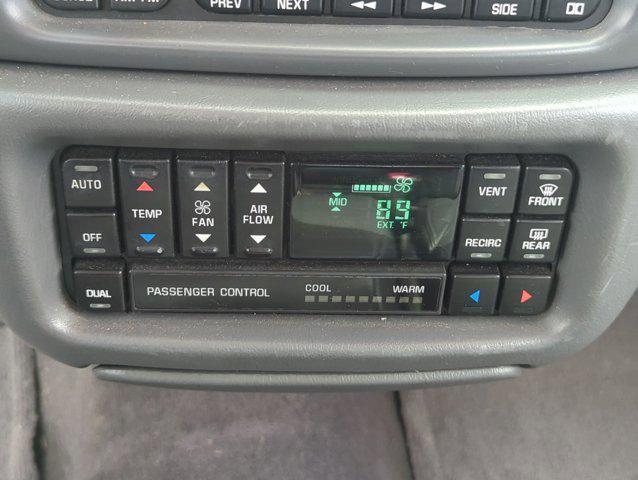 PREV NEXT SIDE
AUTO TEMP FAN AIR FLOW MID 89 EXT. °F VENT FRONT
OFF RECIRC REAR
DUAL PASSENGER CONTROL COOL WARM